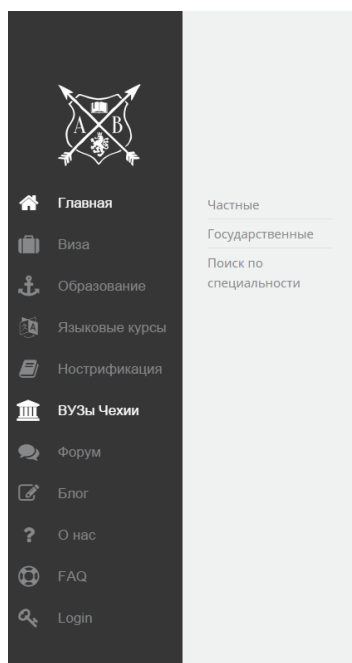 A B
Главная
Виза
Образование
Языковые курсы
Нострификация
ВУЗы Чехии
Форум
Блог
О нас
FAQ
Login
Частные
Государственные
Поиск по
специальности